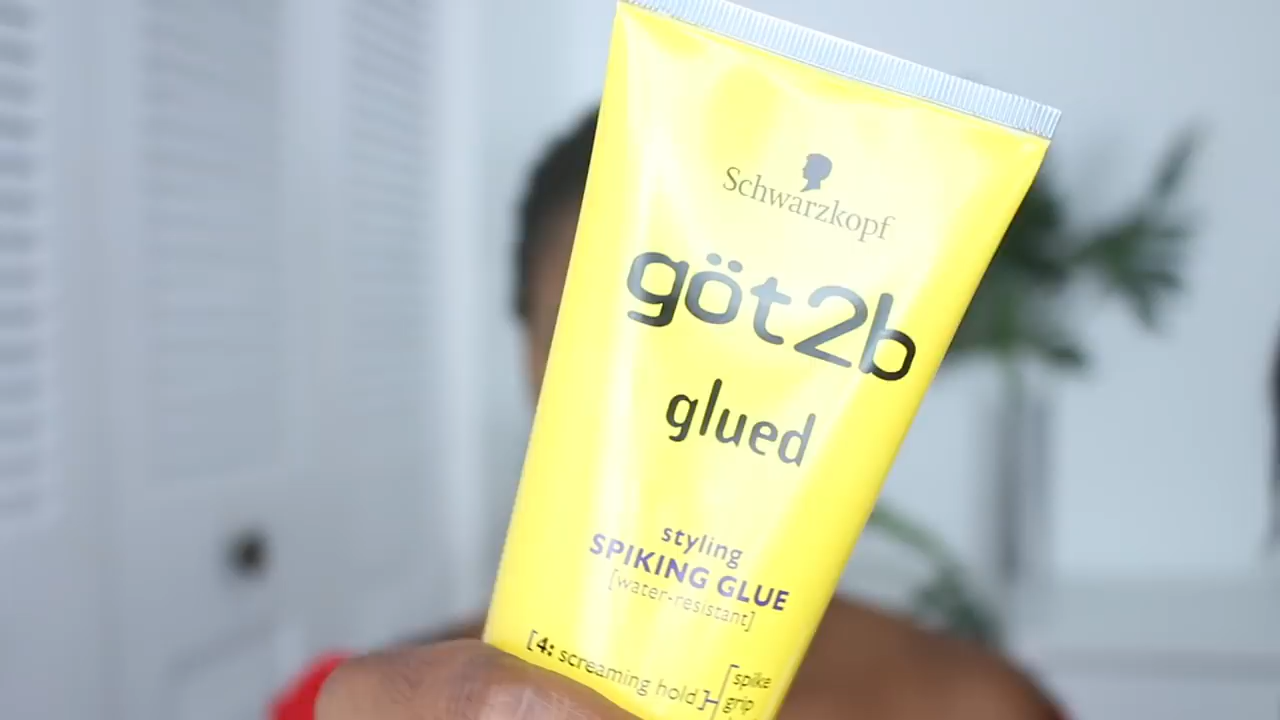 Schwarzkopf
göt2b
glued
styling
SPIKING GLUE
[water-resistant]
[4: screaming hold]
spike
grip